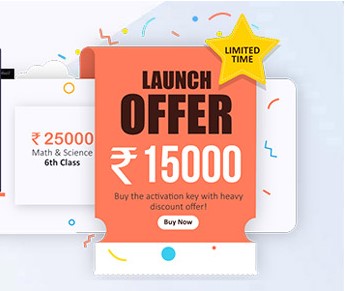 LIMITED
TIME
LAUNCH
OFFER
₹ 15000
Buy the activation key with heavy
discount offer!
Buy Now
₹ 25000
Math & Science
6th Class